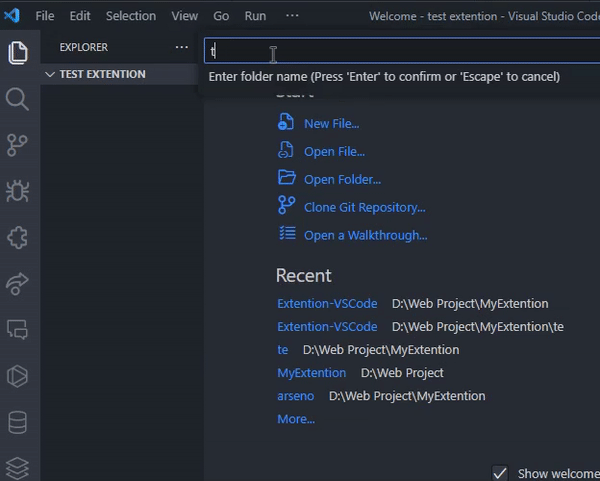 File Edit Selection View Go Run ··· Welcome - test extention - Visual Studio Code
EXPLORER ···
t
TEST EXTENTION
Enter folder name (Press 'Enter' to confirm or 'Escape' to cancel)
Start
New File...
Open File...
Open Folder...
Clone Git Repository...
Open a Walkthrough...
Recent
Extention-VSCode D:\Web Project\MyExtention
Extention-VSCode D:\Web Project\MyExtention\te
te D:\Web Project\MyExtention
MyExtention D:\Web Project
arseno D:\Web Project\MyExtention
More...
Show welcome